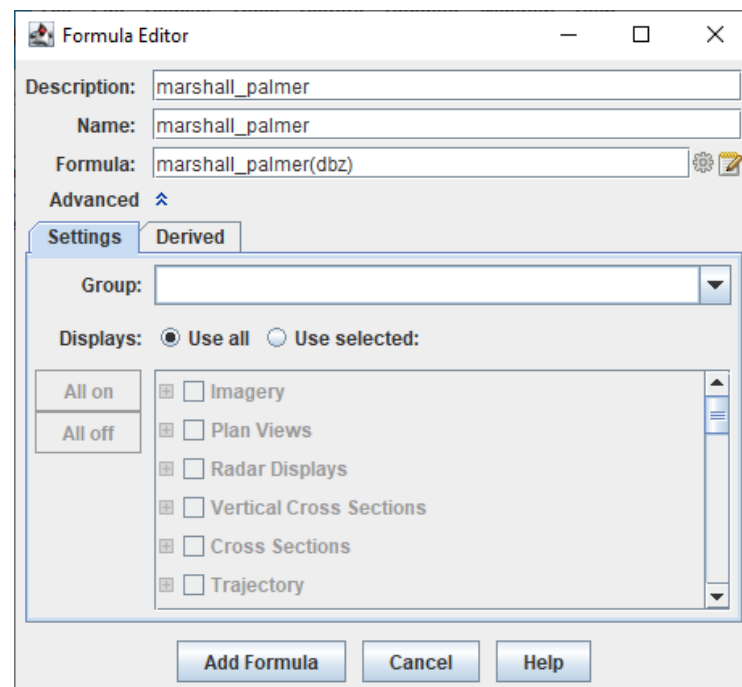 Formula Editor
Description: marshall_palmer
Name: marshall_palmer
Formula: marshall_palmer(dbz)
Advanced
Settings Derived
Group:
Displays: Use all Use selected:
All on Imagery
All off Plan Views
Radar Displays
Vertical Cross Sections
Cross Sections
Trajectory
Add Formula Cancel Help